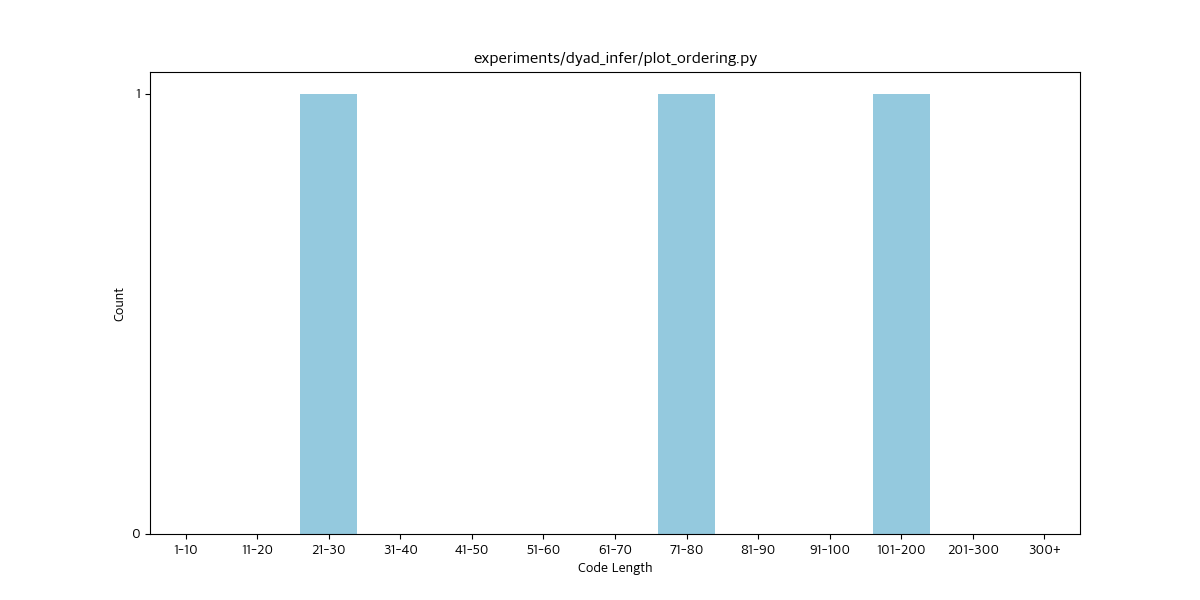 experiments/dyad_infer/plot_ordering.py
1
Count
0
1-10 11-20 21-30 31-40 41-50 51-60 61-70 71-80 81-90 91-100 101-200 201-300 300+
Code Length